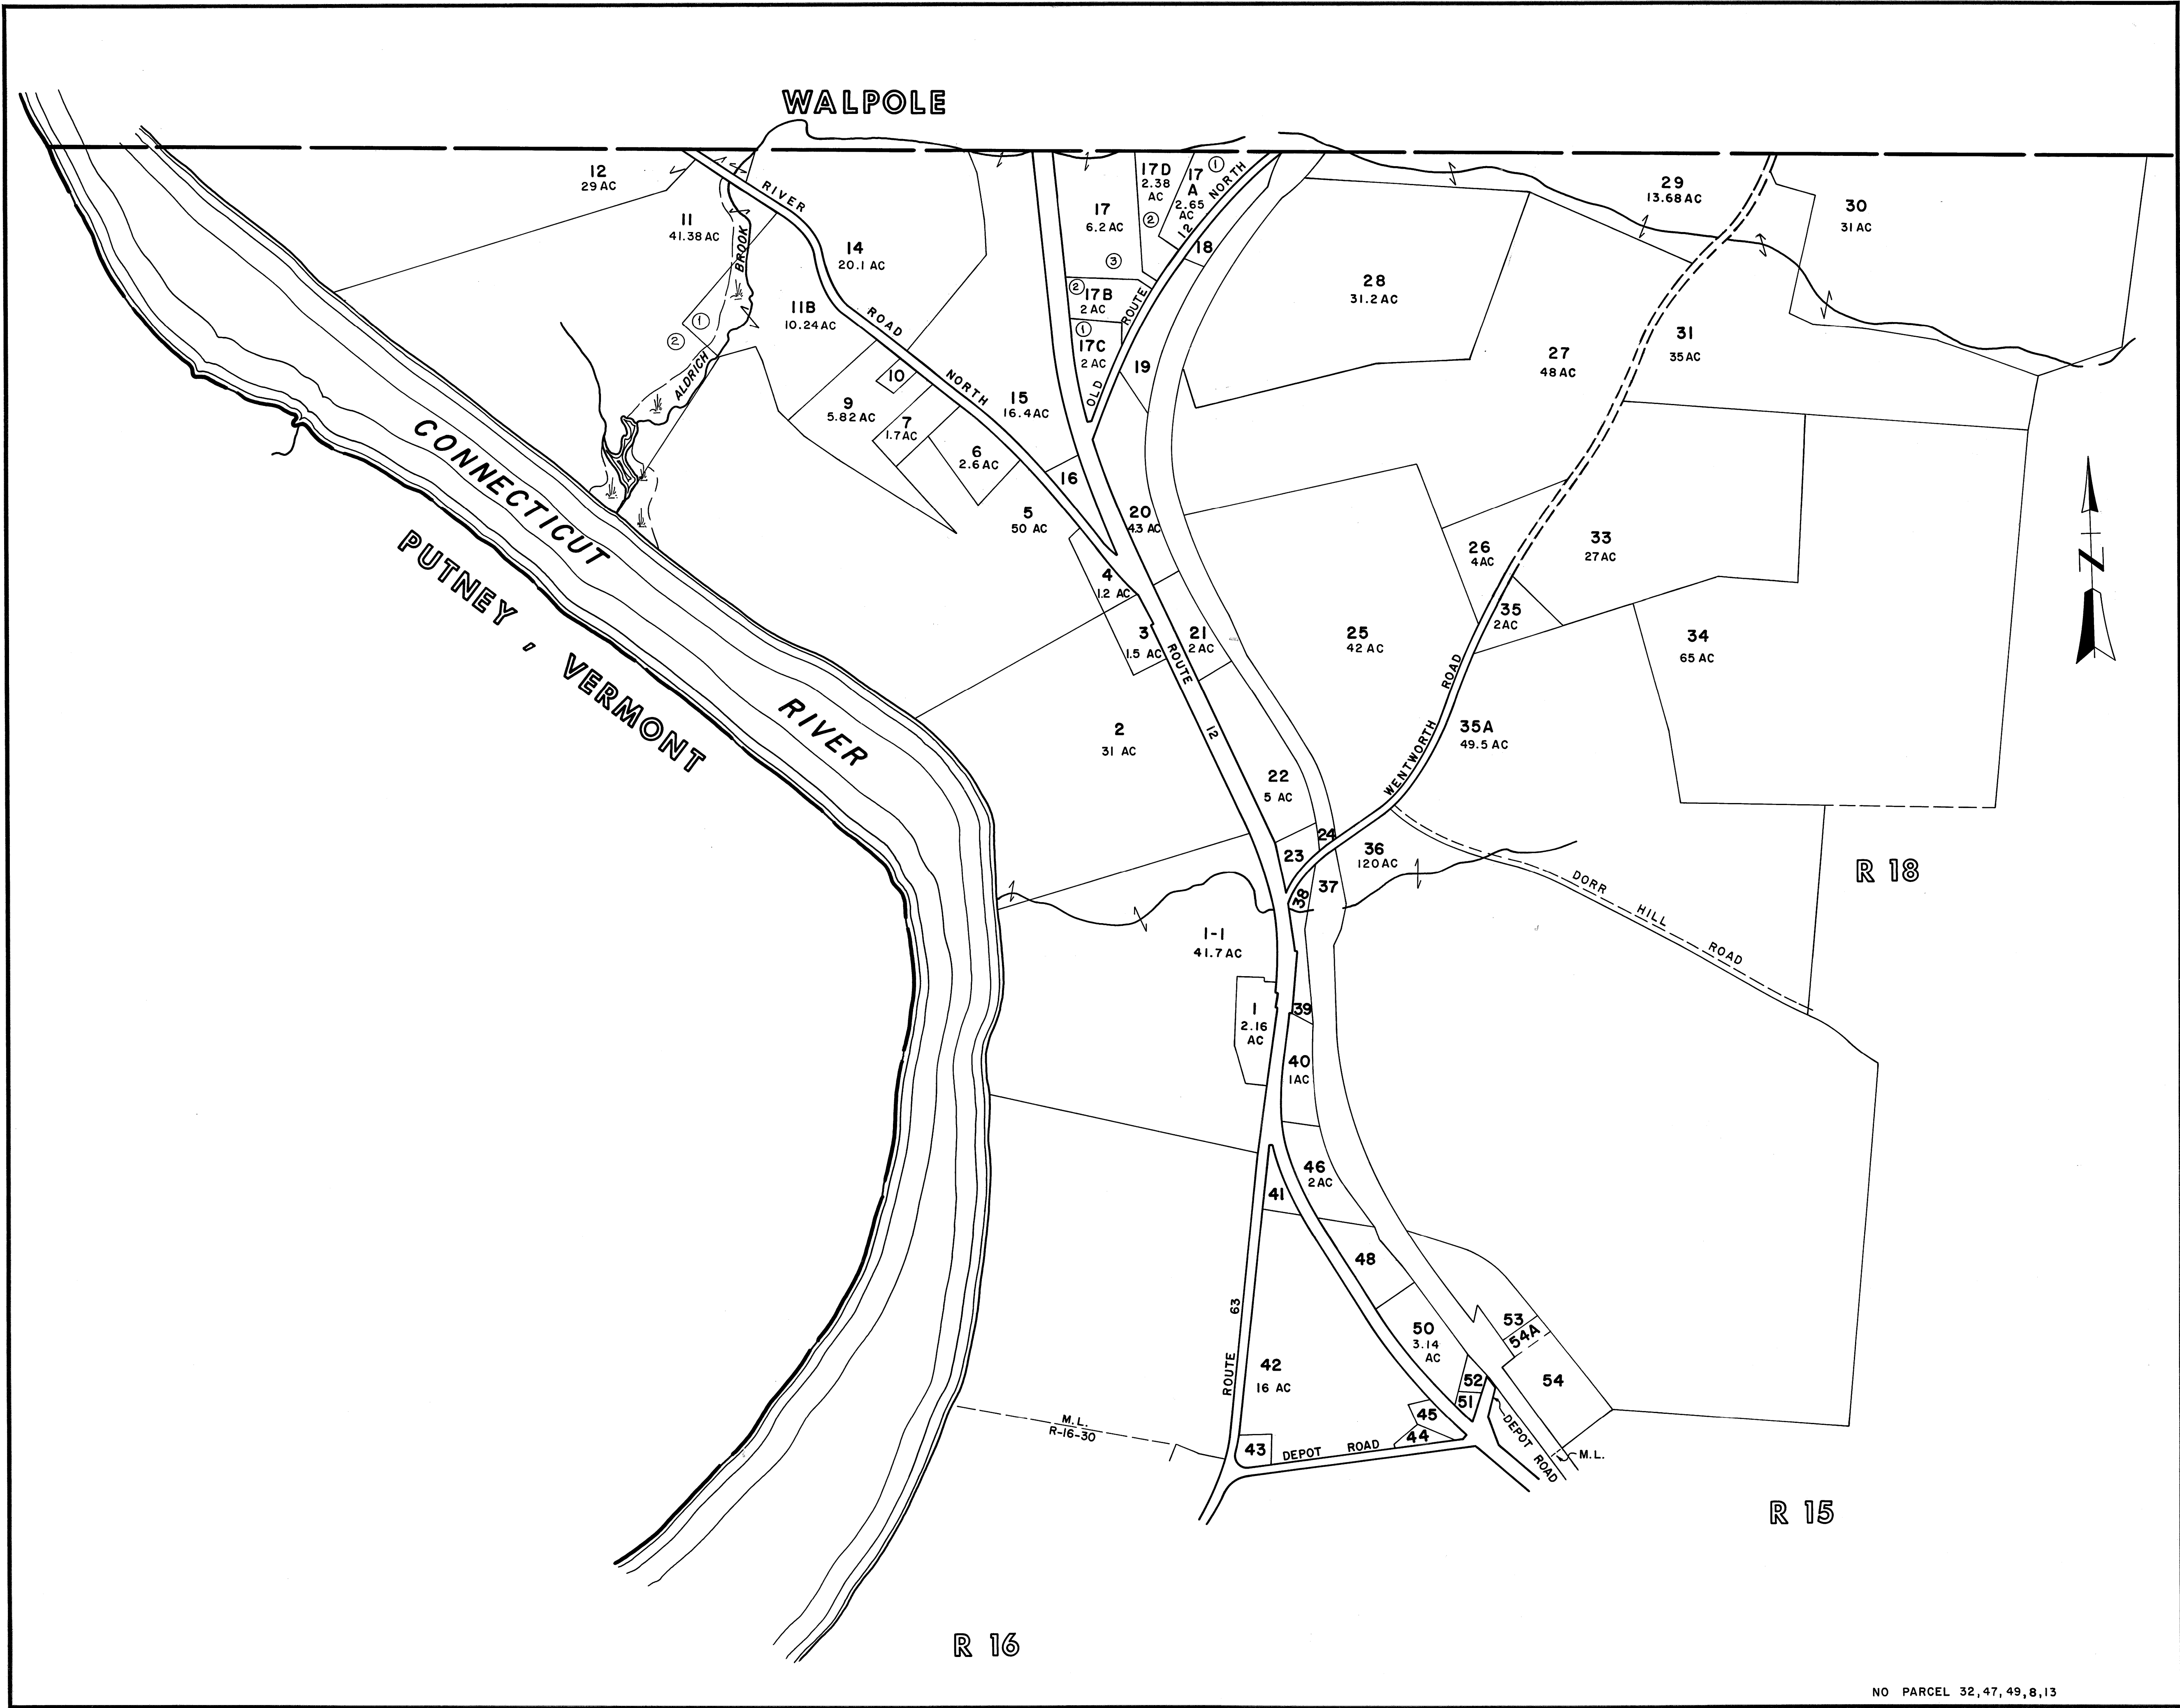 WALPOLE
12
29 AC
11
41.38 AC
RIVER
BROOK
ALDRICH
1
2
14
20.1 AC
11B
10.24 AC
ROAD
NORTH
10
9
5.82 AC
7
1.7 AC
6
2.6 AC
15
16.4 AC
16
5
50 AC
17
6.2 AC
3
17D
2.38
AC
2
17
A
2.65
AC
1
2
17B
2 AC
1
17C
2 AC
OLD ROUTE 12 NORTH
18
19
20
4.3 AC
28
31.2 AC
29
13.68 AC
30
31 AC
27
48 AC
31
35 AC
26
4 AC
33
27 AC
35
2 AC
34
65 AC
25
42 AC
4
1.2 AC
3
1.5 AC
21
2 AC
ROUTE 12
2
31 AC
22
5 AC
WENTWORTH ROAD
35A
49.5 AC
24
23
36
120 AC
37
38
DORR HILL ROAD
R 18
CONNECTICUT RIVER
PUTNEY , VERMONT
N
1-1
41.7 AC
1
2.16
AC
39
40
1 AC
46
2 AC
41
48
ROUTE 63
42
16 AC
50
3.14
AC
53
54A
54
52
51
45
44
43
DEPOT ROAD
DEPOT ROAD
M.L.
M.L.
R-16-30
R 15
R 16
NO PARCEL 32,47,49,8,13